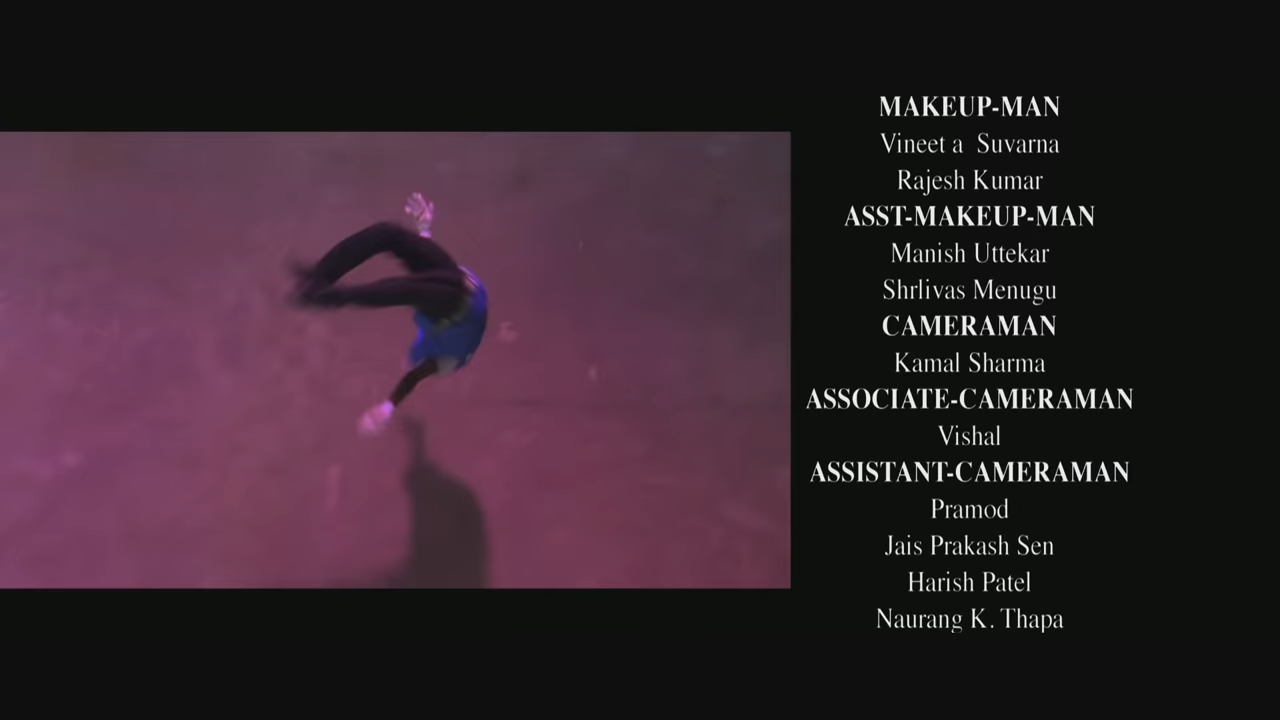 MAKEUP-MAN
Vineet a Suvarna
Rajesh Kumar
ASST-MAKEUP-MAN
Manish Uttekar
Shrlivas Menugu
CAMERAMAN
Kamal Sharma
ASSOCIATE-CAMERAMAN
Vishal
ASSISTANT-CAMERAMAN
Pramod
Jais Prakash Sen
Harish Patel
Naurang K. Thapa